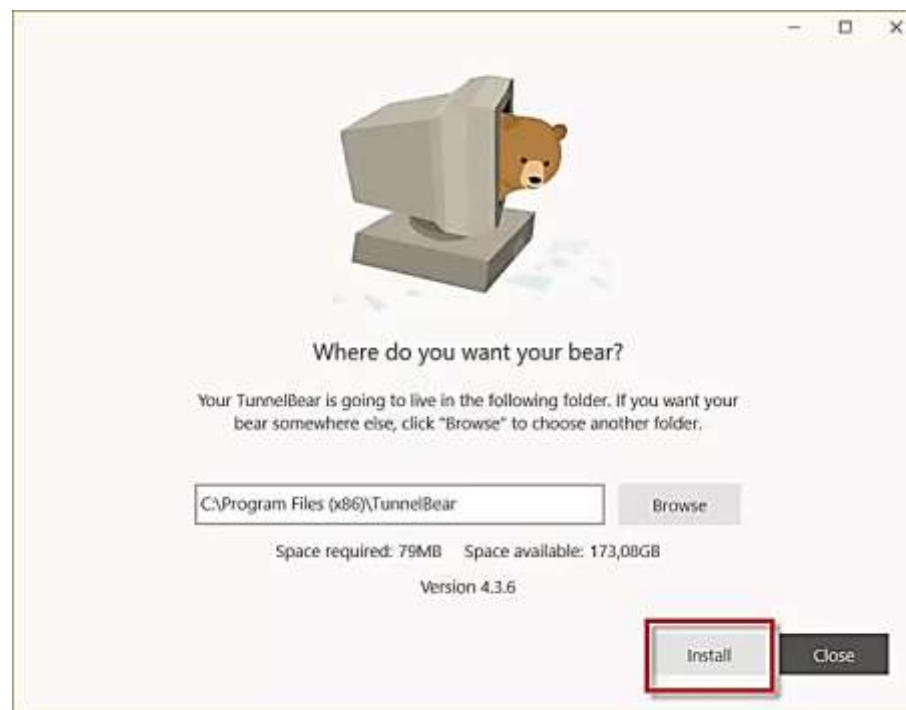 Where do you want your bear?
Your TunnelBear is going to live in the following folder. If you want your
bear somewhere else, click "Browse" to choose another folder.
C:\Program Files (x86)\TunnelBear
Browse
Space required: 79MB Space available: 173,08GB
Version 4.3.6
Install
Close